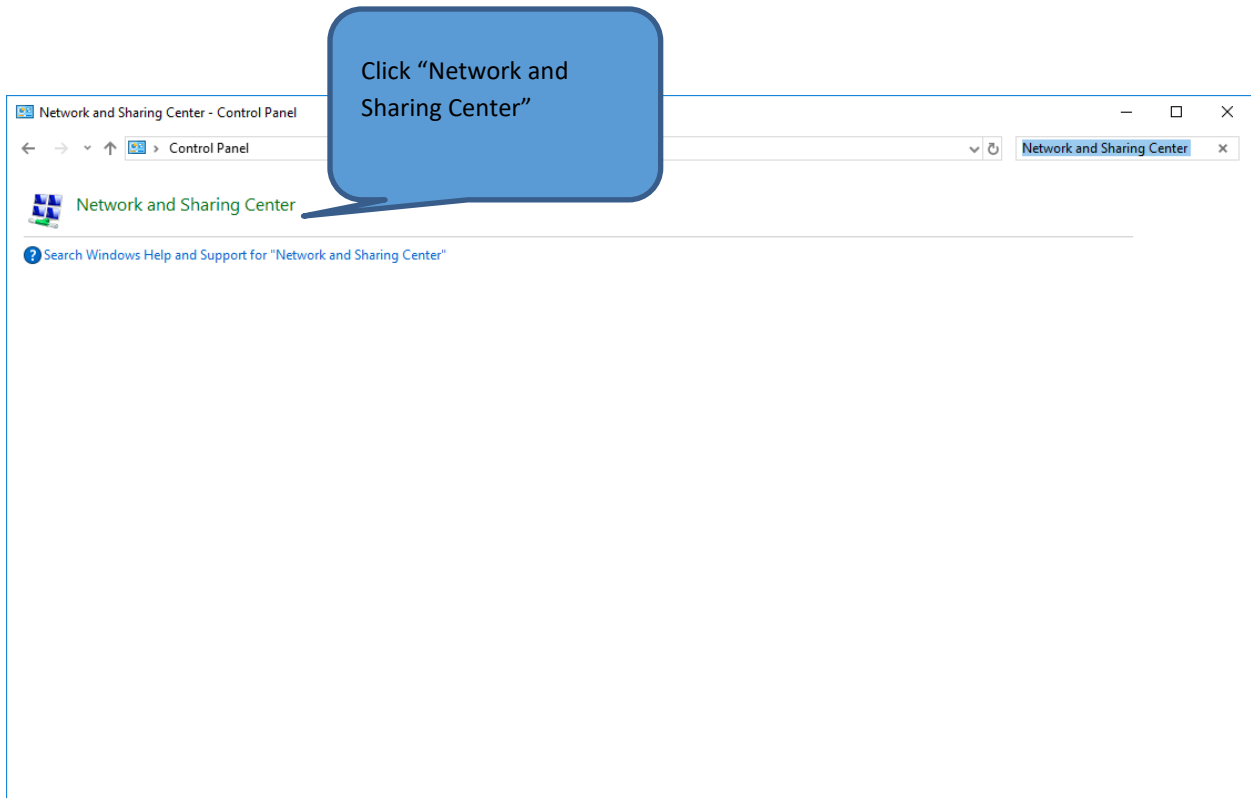 Click “Network and
Sharing Center”
Network and Sharing Center - Control Panel
Control Panel
Network and Sharing Center
Network and Sharing Center
Search Windows Help and Support for "Network and Sharing Center"